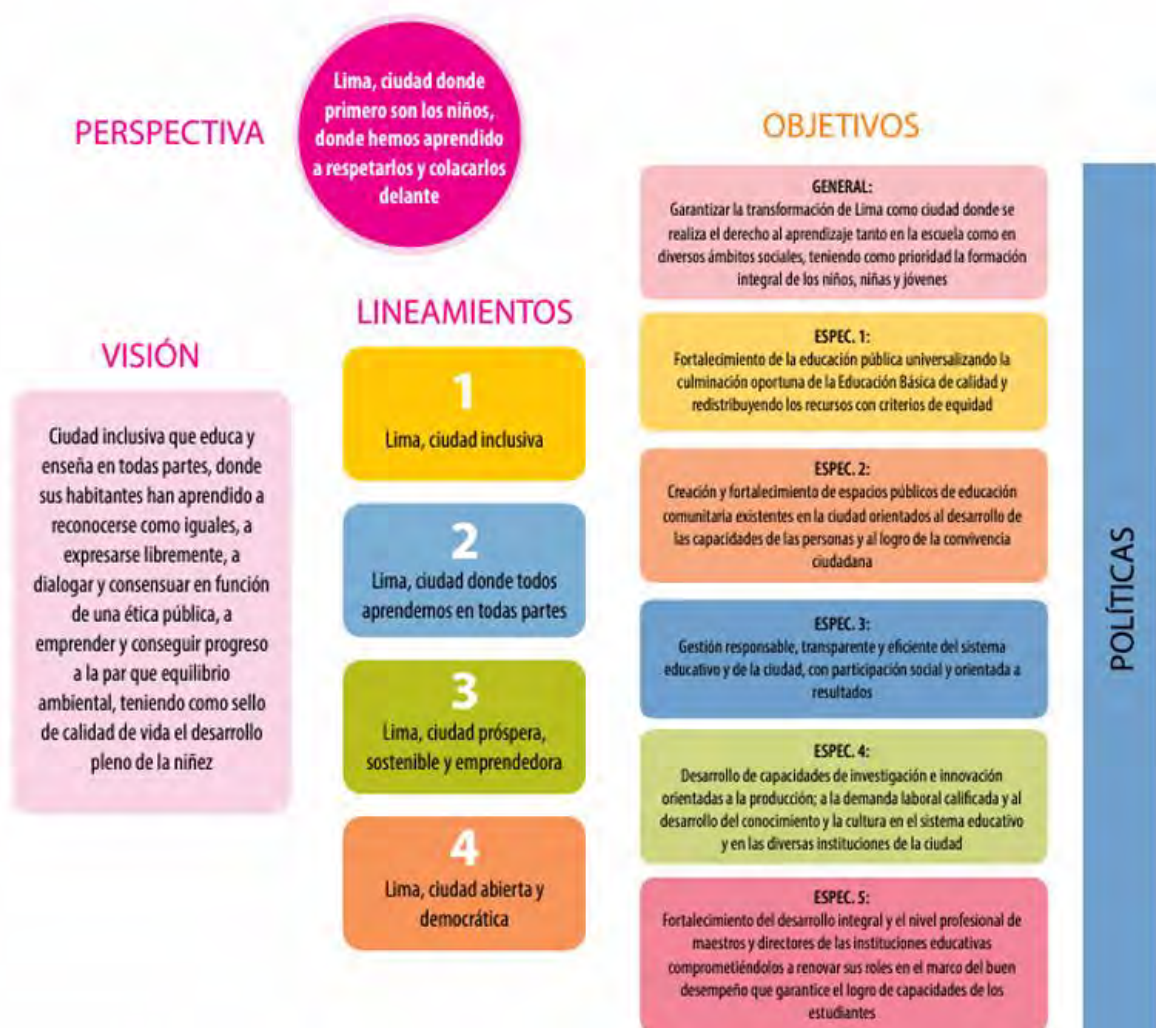 PERSPECTIVA
Lima, ciudad donde
primero son los niños,
donde hemos aprendido
a respetarlos y colacarlos
delante
VISIÓN
Ciudad inclusiva que educa y
enseña en todas partes, donde
sus habitantes han aprendido a
reconocerse como iguales, a
expresarse libremente, a
dialogar y consensuar en función
de una ética pública, a
emprender y conseguir progreso
a la par que equilibrio
ambiental, teniendo como sello
de calidad de vida el desarrollo
pleno de la niñez
LINEAMIENTOS
1
Lima, ciudad inclusiva
2
Lima, ciudad donde todos
aprendemos en todas partes
3
Lima, ciudad próspera,
sostenible y emprendedora
4
Lima, ciudad abierta y
democrática
OBJETIVOS
GENERAL:
Garantizar la transformación de Lima como ciudad donde se
realiza el derecho al aprendizaje tanto en la escuela como en
diversos ámbitos sociales, teniendo como prioridad la formación
integral de los niños, niñas y jóvenes
ESPEC. 1:
Fortalecimiento de la educación pública universalizando la
culminación oportuna de la Educación Básica de calidad y
redistribuyendo los recursos con criterios de equidad
ESPEC. 2:
Creación y fortalecimiento de espacios públicos de educación
comunitaria existentes en la ciudad orientados al desarrollo de
las capacidades de las personas y al logro de la convivencia
ciudadana
ESPEC. 3:
Gestión responsable, transparente y eficiente del sistema
educativo y de la ciudad, con participación social y orientada a
resultados
ESPEC. 4:
Desarrollo de capacidades de investigación e innovación
orientadas a la producción; a la demanda laboral calificada y al
desarrollo del conocimiento y la cultura en el sistema educativo
y en las diversas instituciones de la ciudad
ESPEC. 5:
Fortalecimiento del desarrollo integral y el nivel profesional de
maestros y directores de las instituciones educativas
comprometiéndolos a renovar sus roles en el marco del buen
desempeño que garantice el logro de capacidades de los
estudiantes
POLÍTICAS